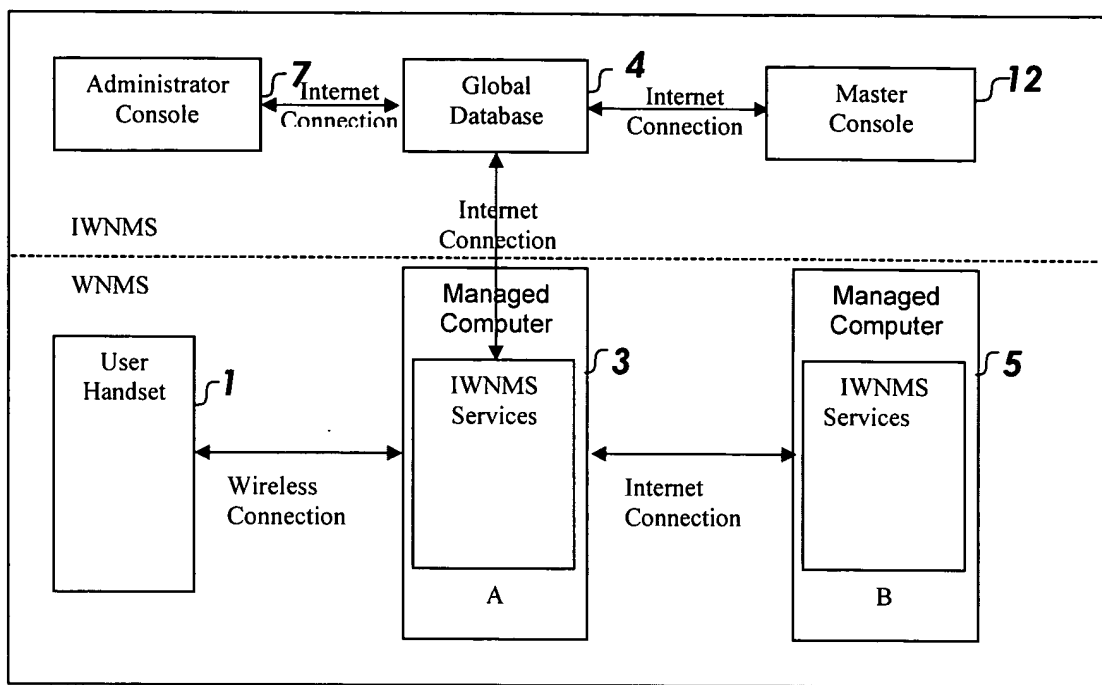 Administrator
Console
7
Internet
Connection
Global
Database
4
Internet
Connection
Master
Console
12
Internet
Connection
IWNMS
WNMS
User
Handset
1
Wireless
Connection
Managed
Computer
3
IWNMS
Services
A
Internet
Connection
Managed
Computer
5
IWNMS
Services
B